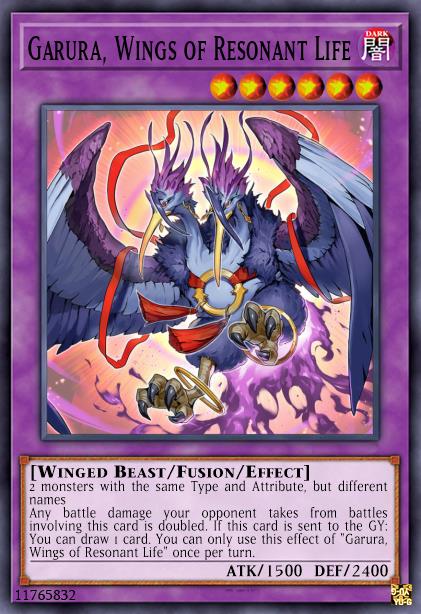 Garura, Wings of Resonant Life
DARK
闇
[Winged Beast/Fusion/Effect]
2 monsters with the same Type and Attribute, but different
names
Any battle damage your opponent takes from battles
involving this card is doubled. If this card is sent to the GY:
You can draw 1 card. You can only use this effect of "Garura,
Wings of Resonant Life" once per turn.
ATK/1500 DEF/2400
11765832